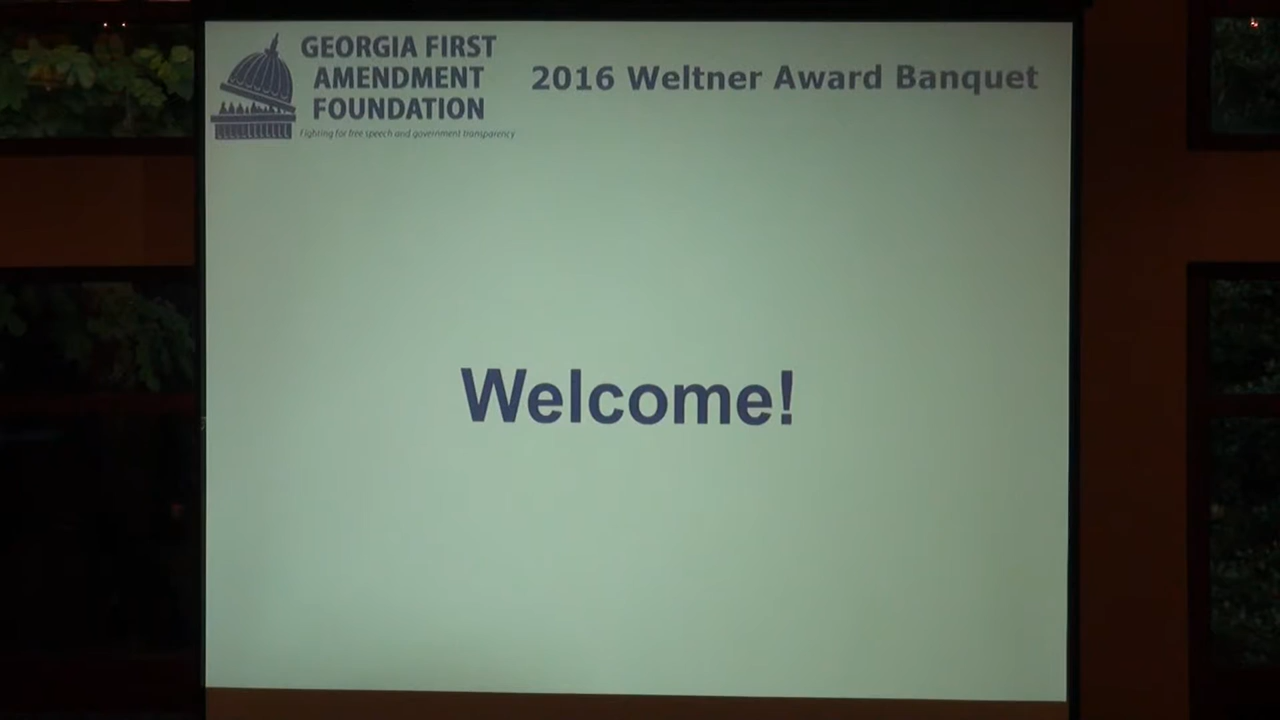 GEORGIA FIRST
AMENDMENT
FOUNDATION
Fighting for free speech and government transparency
2016 Weltner Award Banquet
Welcome!